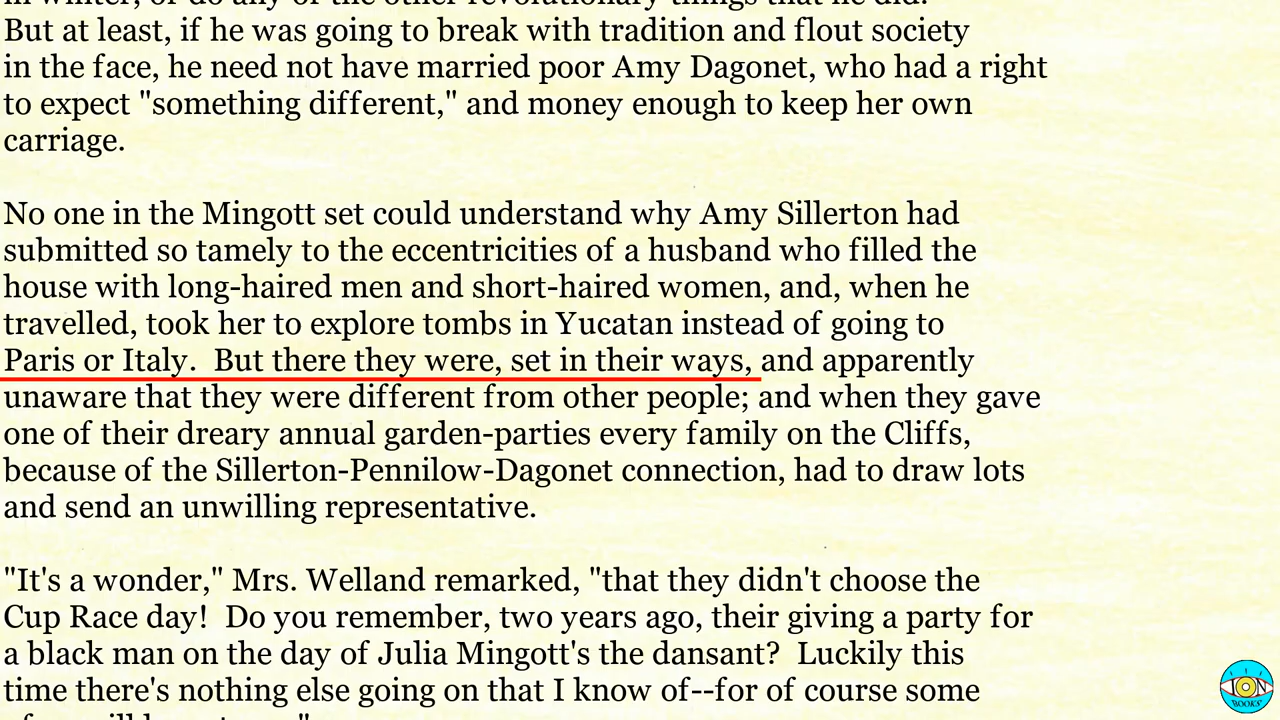 in winter, or do any of the other revolutionary things that he did.
But at least, if he was going to break with tradition and flout society
in the face, he need not have married poor Amy Dagonet, who had a right
to expect "something different," and money enough to keep her own
carriage.
No one in the Mingott set could understand why Amy Sillerton had
submitted so tamely to the eccentricities of a husband who filled the
house with long-haired men and short-haired women, and, when he
travelled, took her to explore tombs in Yucatan instead of going to
Paris or Italy.  But there they were, set in their ways, and apparently
unaware that they were different from other people; and when they gave
one of their dreary annual garden-parties every family on the Cliffs,
because of the Sillerton-Pennilow-Dagonet connection, had to draw lots
and send an unwilling representative.
"It's a wonder," Mrs. Welland remarked, "that they didn't choose the
Cup Race day!  Do you remember, two years ago, their giving a party for
a black man on the day of Julia Mingott's the dansant?  Luckily this
time there's nothing else going on that I know of--for of course some
ION
BOOKS